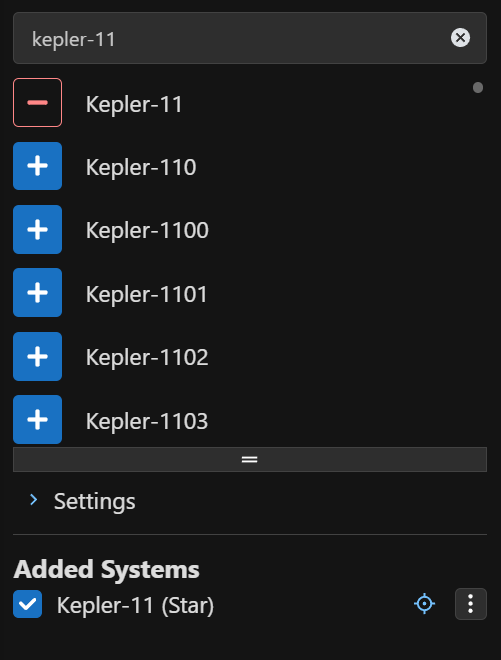 kepler-11
Kepler-11
Kepler-110
Kepler-1100
Kepler-1101
Kepler-1102
Kepler-1103
Settings
Added Systems
Kepler-11 (Star)